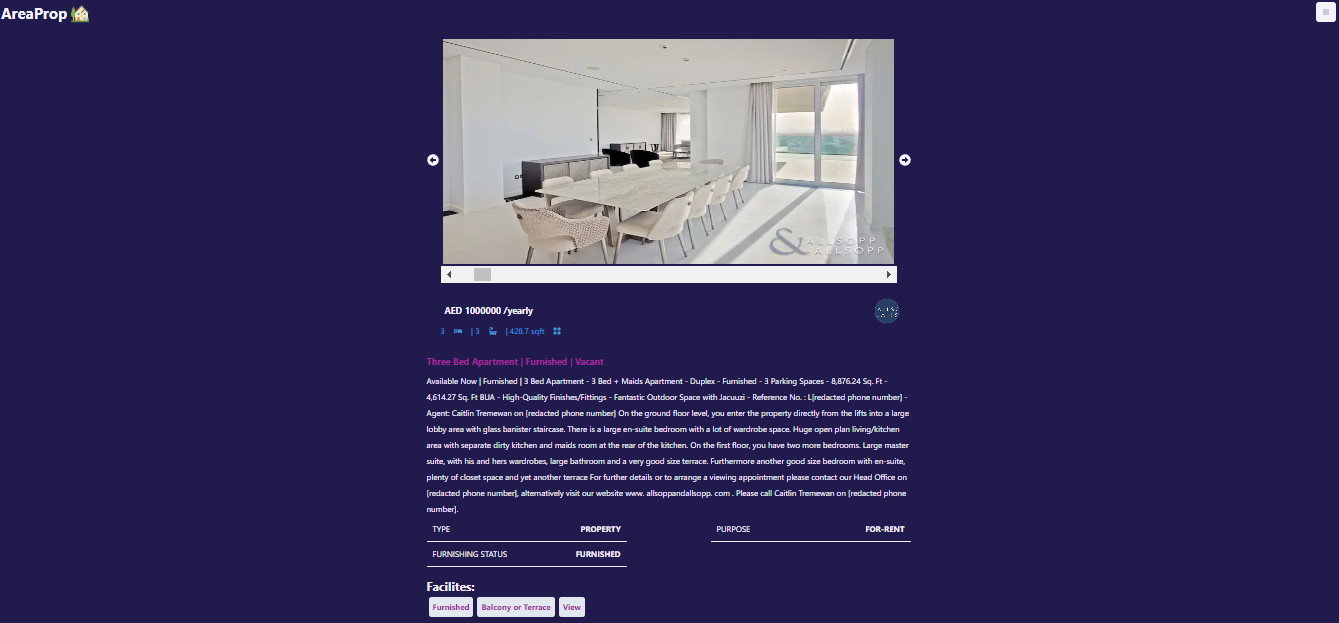 AreaProp
& ALLSOPP
ALLSOPP
AED 1000000 /yearly
3 | 3 | 428.7 sqft
Three Bed Apartment | Furnished | Vacant
Available Now | Furnished | 3 Bed Apartment - 3 Bed + Maids Apartment - Duplex - Furnished - 3 Parking Spaces - 8,876.24 Sq. Ft -
4,614.27 Sq. Ft BUA - High-Quality Finishes/Fittings - Fantastic Outdoor Space with Jacuuzi - Reference No. : L[redacted phone number] -
Agent: Caitlin Tremewan on [redacted phone number] On the ground floor level, you enter the property directly from the lifts into a large
lobby area with glass banister staircase. There is a large en-suite bedroom with a lot of wardrobe space. Huge open plan living/kitchen
area with separate dirty kitchen and maids room at the rear of the kitchen. On the first floor, you have two more bedrooms. Large master
suite, with his and hers wardrobes, large bathroom and a very good size terrace. Furthermore another good size bedroom with en-suite,
plenty of closet space and yet another terrace For further details or to arrange a viewing appointment please contact our Head Office on
[redacted phone number], alternatively visit our website www. allsoppandallsopp. com . Please call Caitlin Tremewan on [redacted phone
number].
TYPE PROPERTY PURPOSE FOR-RENT
FURNISHING STATUS FURNISHED
Facilites:
Furnished Balcony or Terrace View